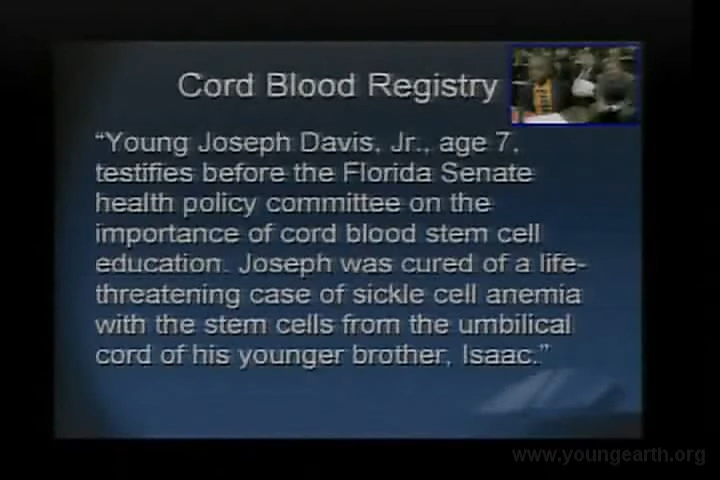 Cord Blood Registry
“Young Joseph Davis, Jr., age 7,
testifies before the Florida Senate
health policy committee on the
importance of cord blood stem cell
education. Joseph was cured of a life-
threatening case of sickle cell anemia
with the stem cells from the umbilical
cord of his younger brother, Isaac.”
www.youngearth.org